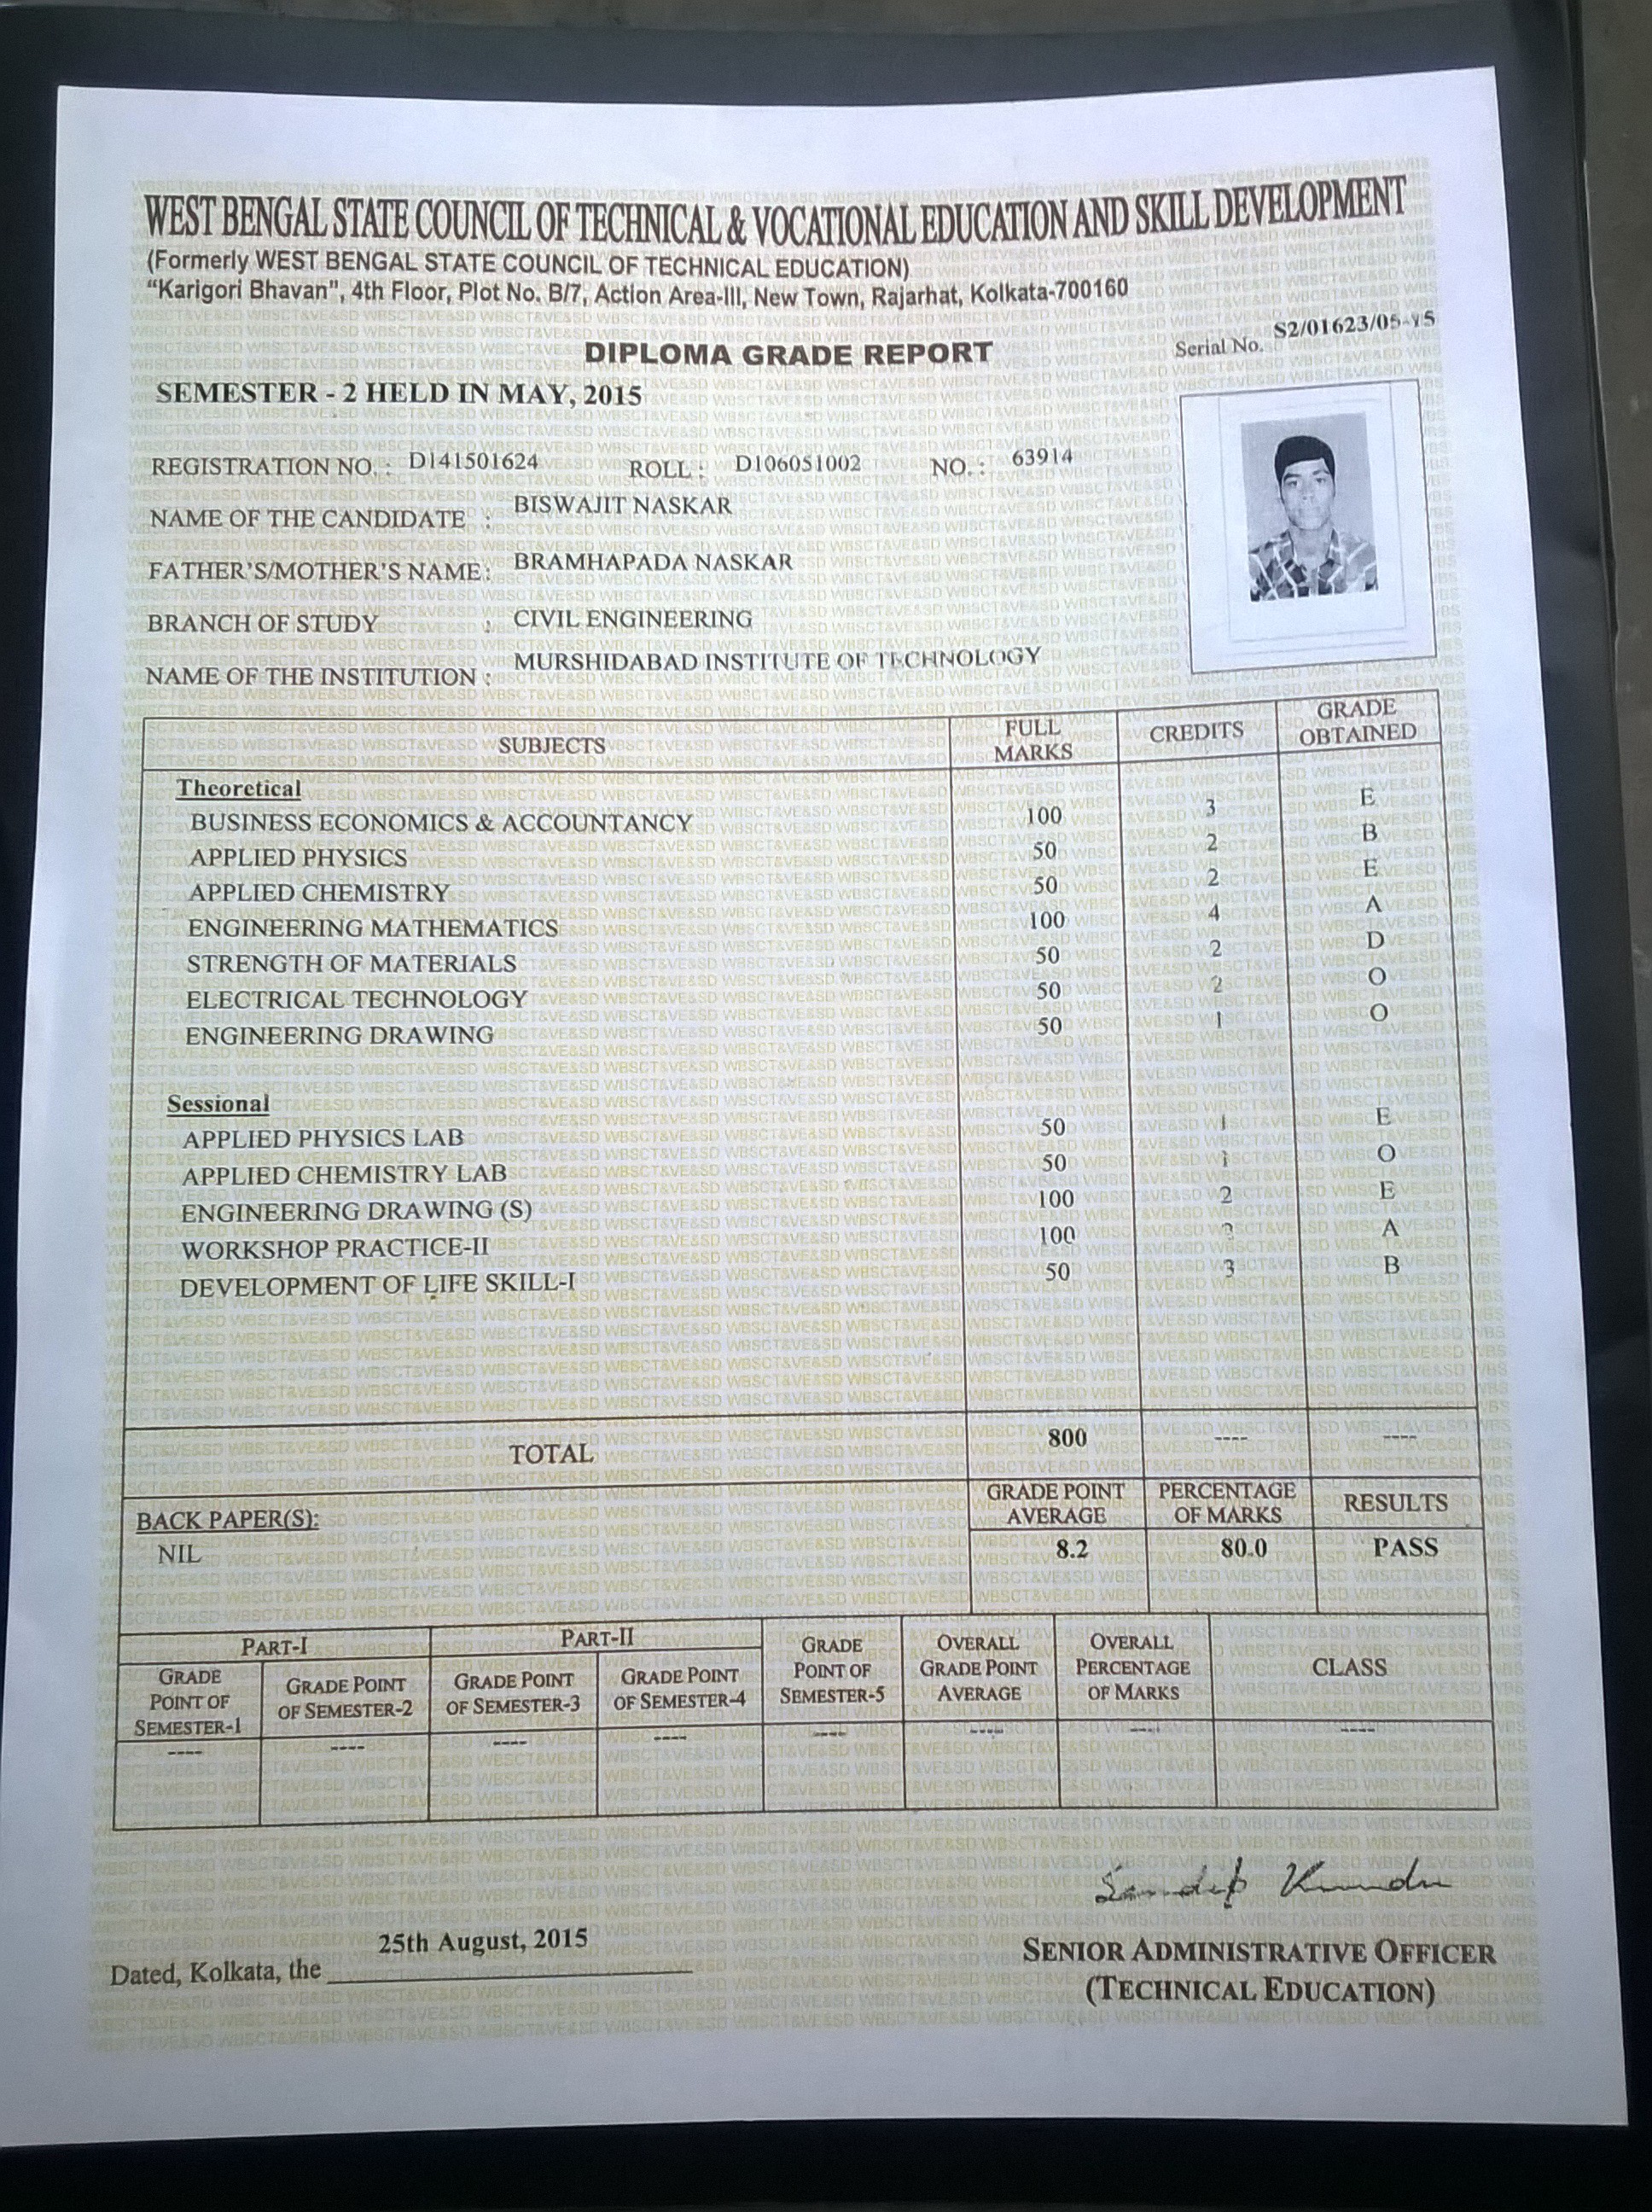 WEST BENGAL STATE COUNCIL OF TECHNICAL & VOCATIONAL EDUCATION AND SKILL DEVELOPMENT
(Formerly WEST BENGAL STATE COUNCIL OF TECHNICAL EDUCATION)
"Karigori Bhavan", 4th Floor, Plot No. B/7, Action Area-III, New Town, Rajarhat, Kolkata-700160
Serial No. S2/01623/05-15
DIPLOMA GRADE REPORT
SEMESTER - 2 HELD IN MAY, 2015
REGISTRATION NO. : D141501624 ROLL : D106051002 NO. : 63914
NAME OF THE CANDIDATE : BISWAJIT NASKAR
FATHER'S/MOTHER'S NAME : BRAMHAPADA NASKAR
BRANCH OF STUDY : CIVIL ENGINEERING
NAME OF THE INSTITUTION : MURSHIDABAD INSTITUTE OF TECHNOLOGY
SUBJECTS FULL MARKS CREDITS GRADE OBTAINED
Theoretical
BUSINESS ECONOMICS & ACCOUNTANCY 100 3 E
APPLIED PHYSICS 50 2 B
APPLIED CHEMISTRY 50 2 E
ENGINEERING MATHEMATICS 100 4 A
STRENGTH OF MATERIALS 50 2 D
ELECTRICAL TECHNOLOGY 50 2 O
ENGINEERING DRAWING 50 1 O
Sessional
APPLIED PHYSICS LAB 50 1 E
APPLIED CHEMISTRY LAB 50 1 O
ENGINEERING DRAWING (S) 100 2 E
WORKSHOP PRACTICE-II 100 3 A
DEVELOPMENT OF LIFE SKILL-I 50 3 B
TOTAL 800 ---- ----
BACK PAPER(S): GRADE POINT AVERAGE PERCENTAGE OF MARKS RESULTS
NIL 8.2 80.0 PASS
PART-I PART-II
GRADE POINT OF SEMESTER-1 GRADE POINT OF SEMESTER-2 GRADE POINT OF SEMESTER-3 GRADE POINT OF SEMESTER-4 GRADE POINT OF SEMESTER-5 OVERALL GRADE POINT AVERAGE OVERALL PERCENTAGE OF MARKS CLASS
---- ---- ---- ---- ---- ---- ---- ----
Sandip Kundu
Dated, Kolkata, the 25th August, 2015
SENIOR ADMINISTRATIVE OFFICER
(TECHNICAL EDUCATION)